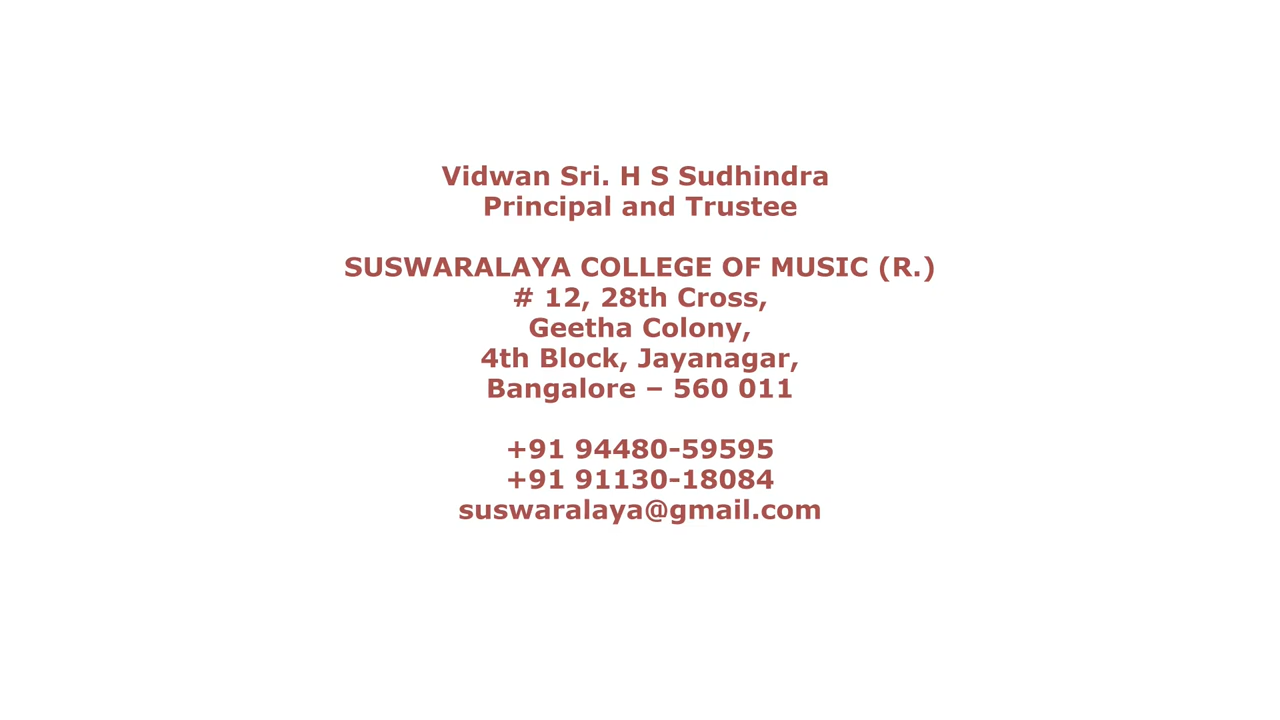 Vidwan Sri. H S Sudhindra
Principal and Trustee
SUSWARALAYA COLLEGE OF MUSIC (R.)
# 12, 28th Cross,
Geetha Colony,
4th Block, Jayanagar,
Bangalore – 560 011
+91 94480-59595
+91 91130-18084
suswaralaya@gmail.com